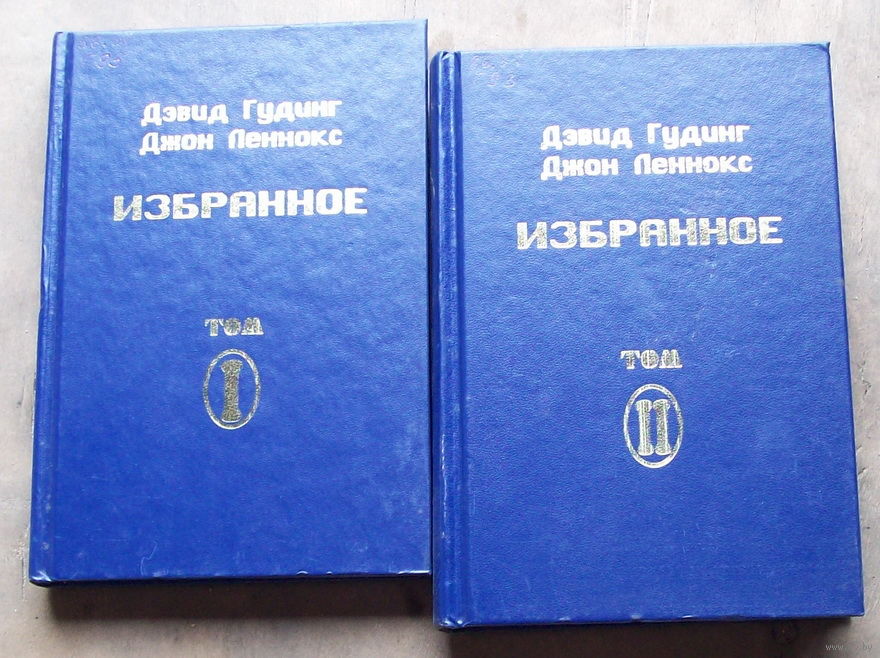 Дэвид Гудинг
Джон Леннокс
ИЗБРАННОЕ
ТОМ
I
Дэвид Гудинг
Джон Леннокс
ИЗБРАННОЕ
ТОМ
II